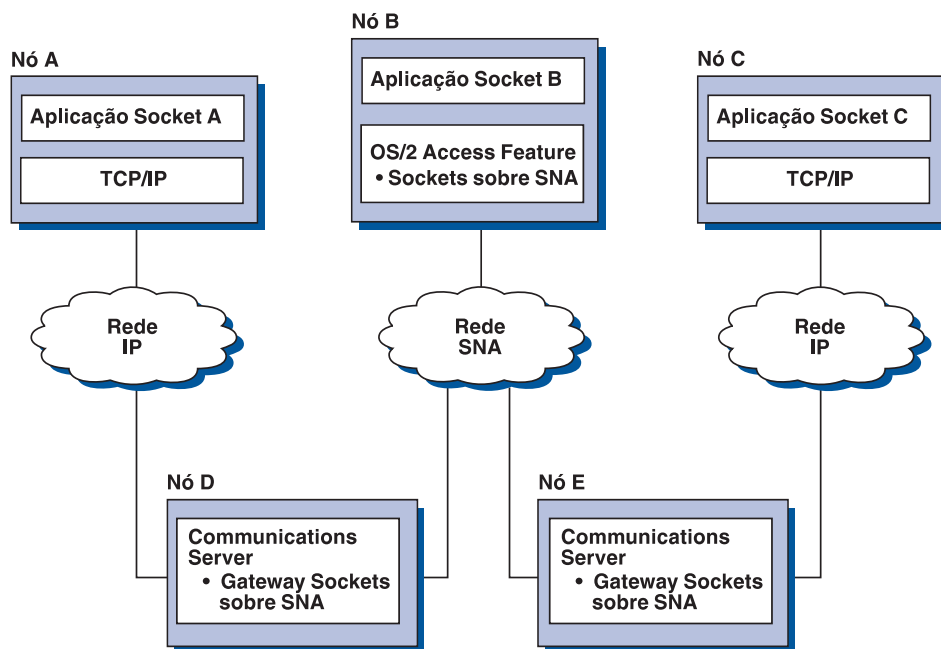 Nó A
Aplicação Socket A
TCP/IP
Nó B
Aplicação Socket B
OS/2 Access Feature
• Sockets sobre SNA
Nó C
Aplicação Socket C
TCP/IP
Rede
IP
Rede
SNA
Rede
IP
Nó D
Communications
Server
• Gateway Sockets
sobre SNA
Nó E
Communications
Server
• Gateway Sockets
sobre SNA